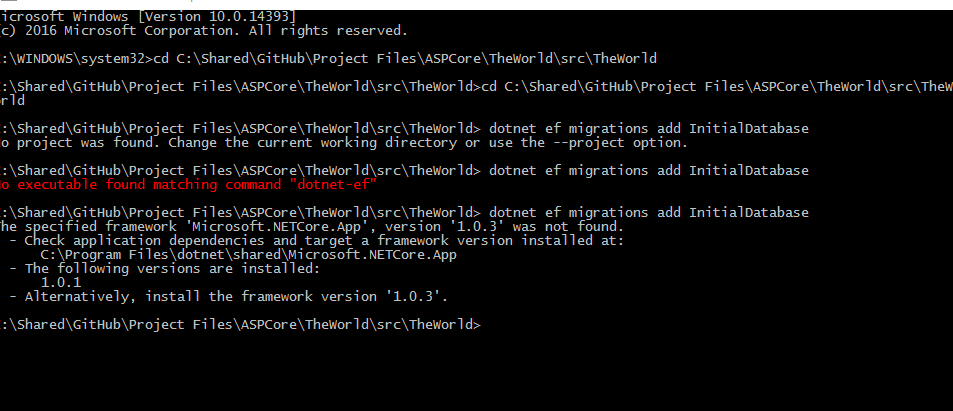 icrosoft Windows [Version 10.0.14393]
c) 2016 Microsoft Corporation. All rights reserved.
:\WINDOWS\system32>cd C:\Shared\GitHub\Project Files\ASPCore\TheWorld\src\TheWorld
:\Shared\GitHub\Project Files\ASPCore\TheWorld\src\TheWorld>cd C:\Shared\GitHub\Project Files\ASPCore\TheWorld\src\TheW
orld
:\Shared\GitHub\Project Files\ASPCore\TheWorld\src\TheWorld> dotnet ef migrations add InitialDatabase
o project was found. Change the current working directory or use the --project option.
:\Shared\GitHub\Project Files\ASPCore\TheWorld\src\TheWorld> dotnet ef migrations add InitialDatabase
o executable found matching command "dotnet-ef"
:\Shared\GitHub\Project Files\ASPCore\TheWorld\src\TheWorld> dotnet ef migrations add InitialDatabase
he specified framework 'Microsoft.NETCore.App', version '1.0.3' was not found.
- Check application dependencies and target a framework version installed at:
C:\Program Files\dotnet\shared\Microsoft.NETCore.App
- The following versions are installed:
1.0.1
- Alternatively, install the framework version '1.0.3'.
:\Shared\GitHub\Project Files\ASPCore\TheWorld\src\TheWorld>